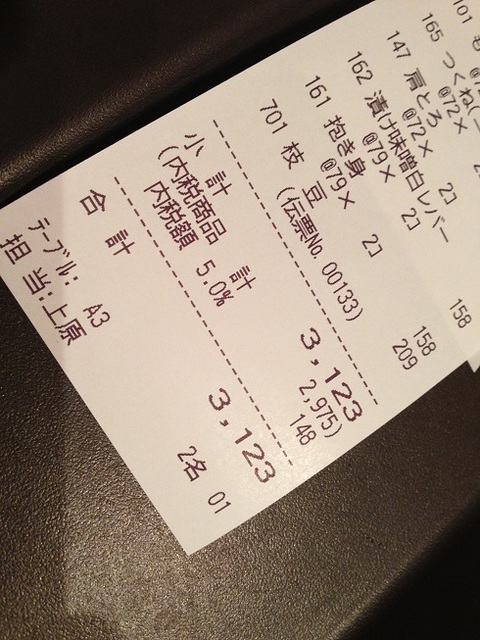 101 も
165 つくね(
@72×
147 肩とろ
@72× 2コ
162 漬け味噌白レバー
@79× 2コ 158
161 抱き身
@79× 2コ 158
701 枝 豆 209
(伝票No. 00133)
小 計 3,123
(内税商品 計 2,975)
内税額 5.0% 148
合 計 3,123
テーブル: A3 2名
担 当:上原 01